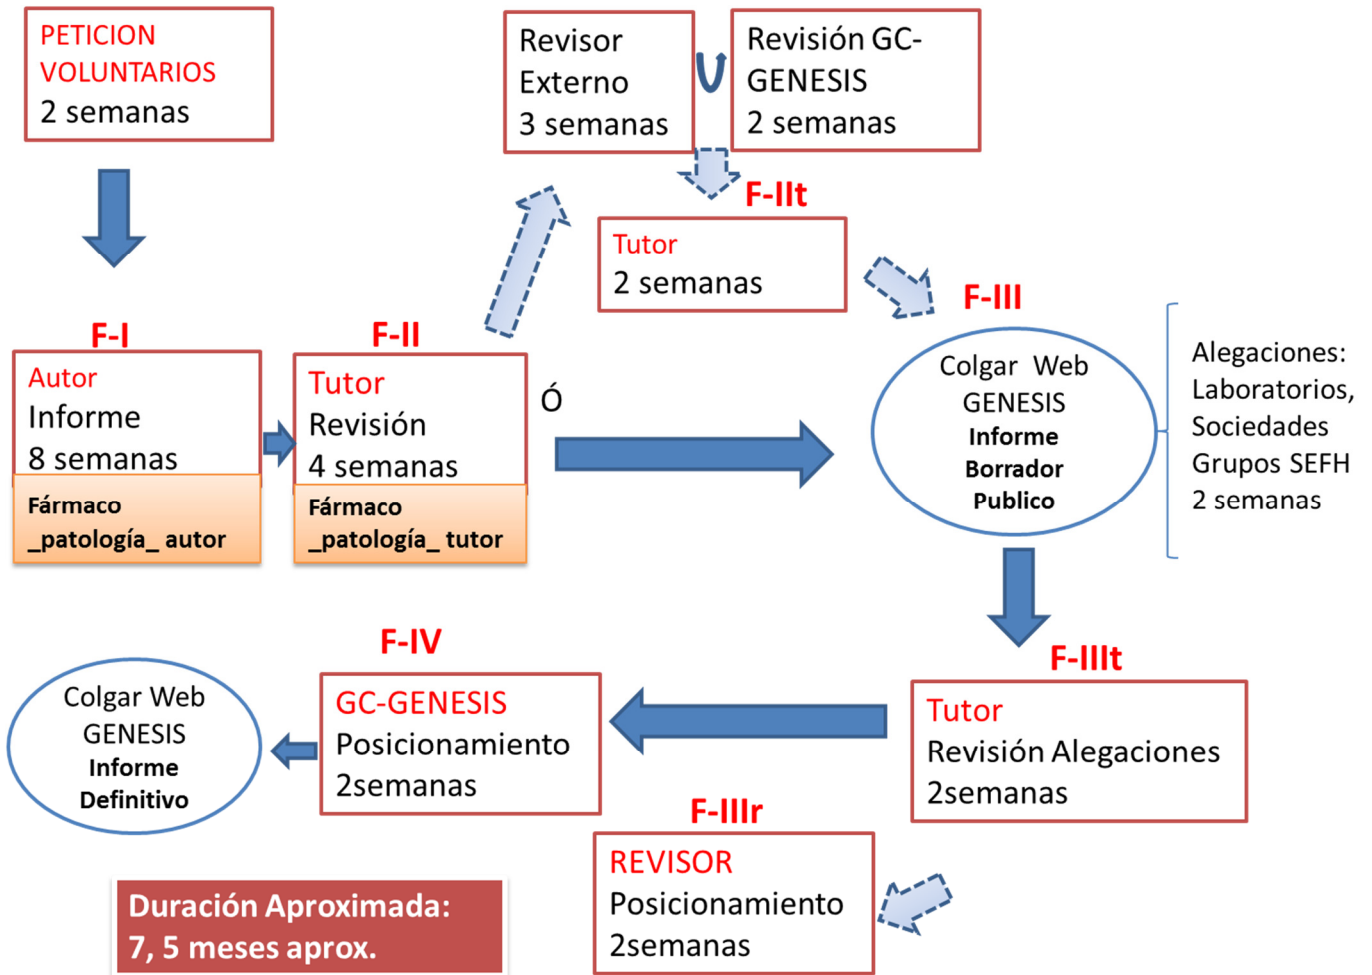 PETICION
VOLUNTARIOS
2 semanas
Revisor
Externo
3 semanas
Revisión GC-
GENESIS
2 semanas
F-IIt
Tutor
2 semanas
F-I
Autor
Informe
8 semanas
Fármaco
_patología_ autor
F-II
Tutor
Revisión
4 semanas
Fármaco
_patología_ tutor
Ó
F-III
Colgar Web
GENESIS
Informe
Borrador
Publico
Alegaciones:
Laboratorios,
Sociedades
Grupos SEFH
2 semanas
F-IIIt
Tutor
Revisión Alegaciones
2semanas
F-IIIr
REVISOR
Posicionamiento
2semanas
F-IV
GC-GENESIS
Posicionamiento
2semanas
Colgar Web
GENESIS
Informe
Definitivo
Duración Aproximada:
7, 5 meses aprox.